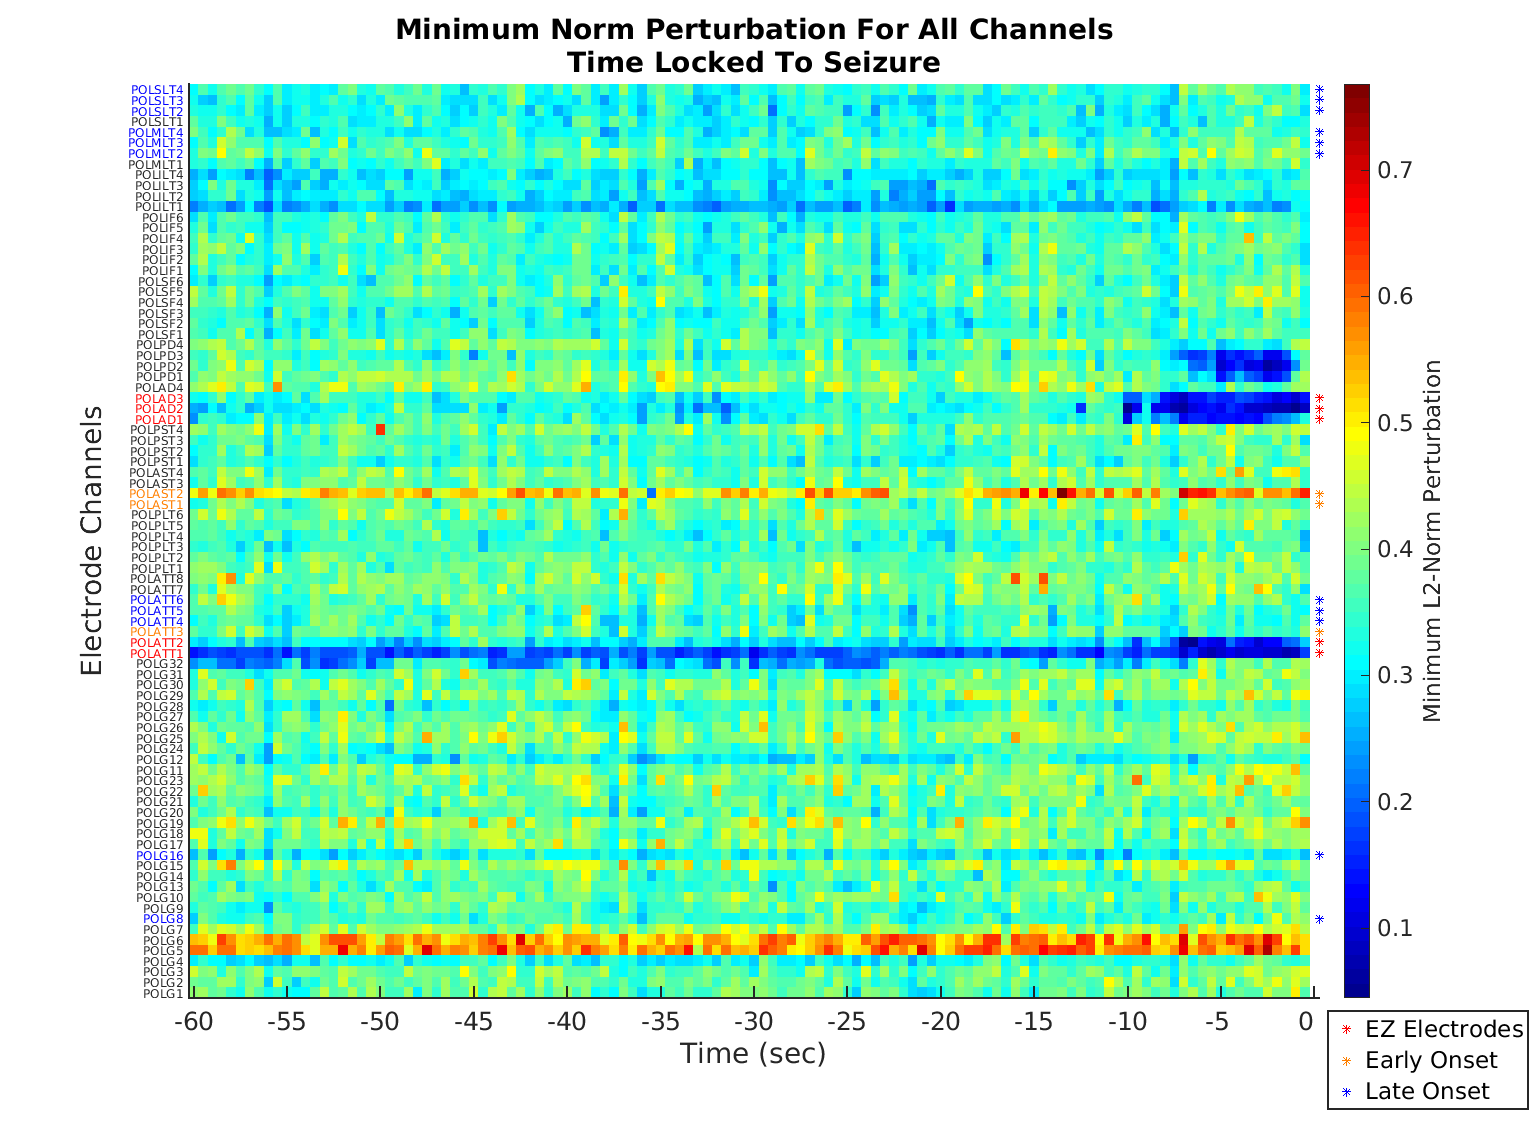 Minimum Norm Perturbation For All Channels
Time Locked To Seizure
Electrode Channels
POLSLT4
POLSLT3
POLSLT2
POLSLT1
POLMLT4
POLMLT3
POLMLT2
POLMLT1
POLILT4
POLILT3
POLILT2
POLILT1
POLIF6
POLIF5
POLIF4
POLIF3
POLIF2
POLIF1
POLSF6
POLSF5
POLSF4
POLSF3
POLSF2
POLSF1
POLPD4
POLPD3
POLPD2
POLPD1
POLAD4
POLAD3
POLAD2
POLAD1
POLPST4
POLPST3
POLPST2
POLPST1
POLAST4
POLAST3
POLAST2
POLAST1
POLPLT6
POLPLT5
POLPLT4
POLPLT3
POLPLT2
POLPLT1
POLATT8
POLATT7
POLATT6
POLATT5
POLATT4
POLATT3
POLATT2
POLATT1
POLG32
POLG31
POLG30
POLG29
POLG28
POLG27
POLG26
POLG25
POLG24
POLG12
POLG11
POLG23
POLG22
POLG21
POLG20
POLG19
POLG18
POLG17
POLG16
POLG15
POLG14
POLG13
POLG10
POLG9
POLG8
POLG7
POLG6
POLG5
POLG4
POLG3
POLG2
POLG1
-60 -55 -50 -45 -40 -35 -30 -25 -20 -15 -10 -5 0
Time (sec)
0.7
0.6
0.5
0.4
0.3
0.2
0.1
Minimum L2-Norm Perturbation
EZ Electrodes
Early Onset
Late Onset